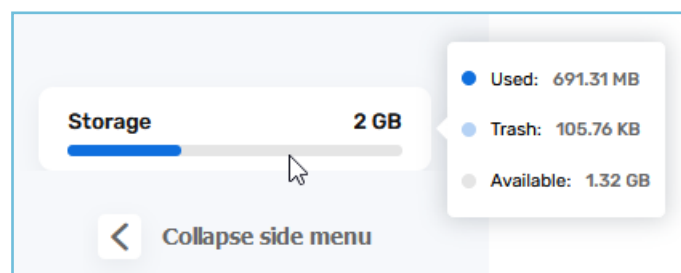 Storage 2 GB
Used: 691.31 MB
Trash: 105.76 KB
Available: 1.32 GB
Collapse side menu